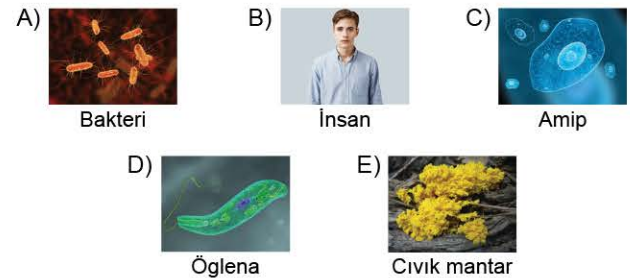 A)
Bakteri
B)
İnsan
C)
Amip
D)
Öglena
E)
Cıvık mantar